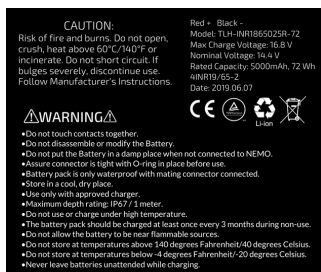 CAUTION:
Risk of fire and burns. Do not open,
crush, heat above 60°C/140°F or
incinerate. Do not short circuit. If
bulges severely, discontinue use.
Follow Manufacturer's Instructions.
Red + Black -
Model: TLH-INR1865025R-72
Max Charge Voltage: 16.8 V
Nominal Voltage: 14.4 V
Rated Capacity: 5000mAh, 72 Wh
4INR19/65-2
Date: 2019.06.07
CE
Li-ion
⚠WARNING⚠
•Do not touch contacts together.
•Do not disassemble or modify the Battery.
•Do not put the Battery in a damp place when not connected to NEMO.
•Assure connector is tight with O-ring in place before use.
•Battery pack is only waterproof with mating connector connected.
•Store in a cool, dry place.
•Use only with approved charger.
•Maximum depth rating: IP67 / 1 meter.
•Do not use or charge under high temperature.
•The battery pack should be charged at least once every 3 months during non-use.
•Do not allow the battery to be near flammable sources.
•Do not store at temperatures above 140 degrees Fahrenheit/40 degrees Celsius.
•Do not store at temperatures below -4 degrees Fahrenheit/-20 degrees Celsius.
•Never leave batteries unattended while charging.